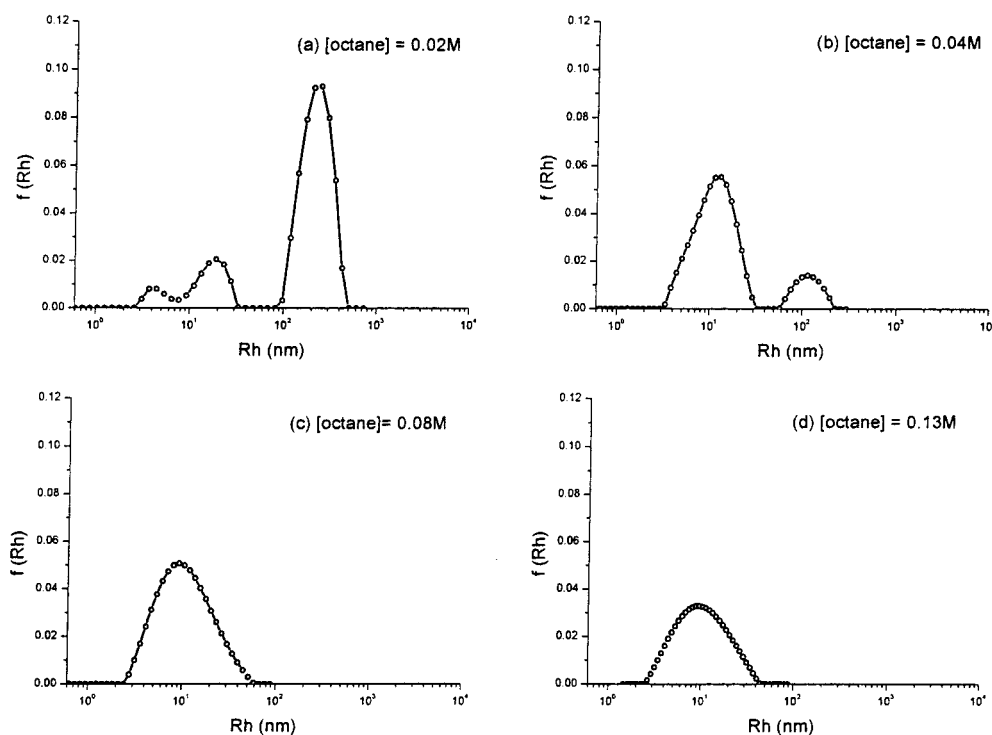 (a) [octane] = 0.02M
f (Rh)
0.12
0.10
0.08
0.06
0.04
0.02
0.00
10⁰ 10¹ 10² 10³ 10⁴
Rh (nm)
(b) [octane] = 0.04M
f (Rh)
0.12
0.10
0.08
0.06
0.04
0.02
0.00
10⁰ 10¹ 10² 10³ 10
Rh (nm)
(c) [octane]= 0.08M
f (Rh)
0.12
0.10
0.08
0.06
0.04
0.02
0.00
10⁰ 10¹ 10² 10³ 10⁴
Rh (nm)
(d) [octane] = 0.13M
f (Rh)
0.12
0.10
0.08
0.06
0.04
0.02
0.00
10⁰ 10¹ 10² 10³ 10⁴
Rh (nm)